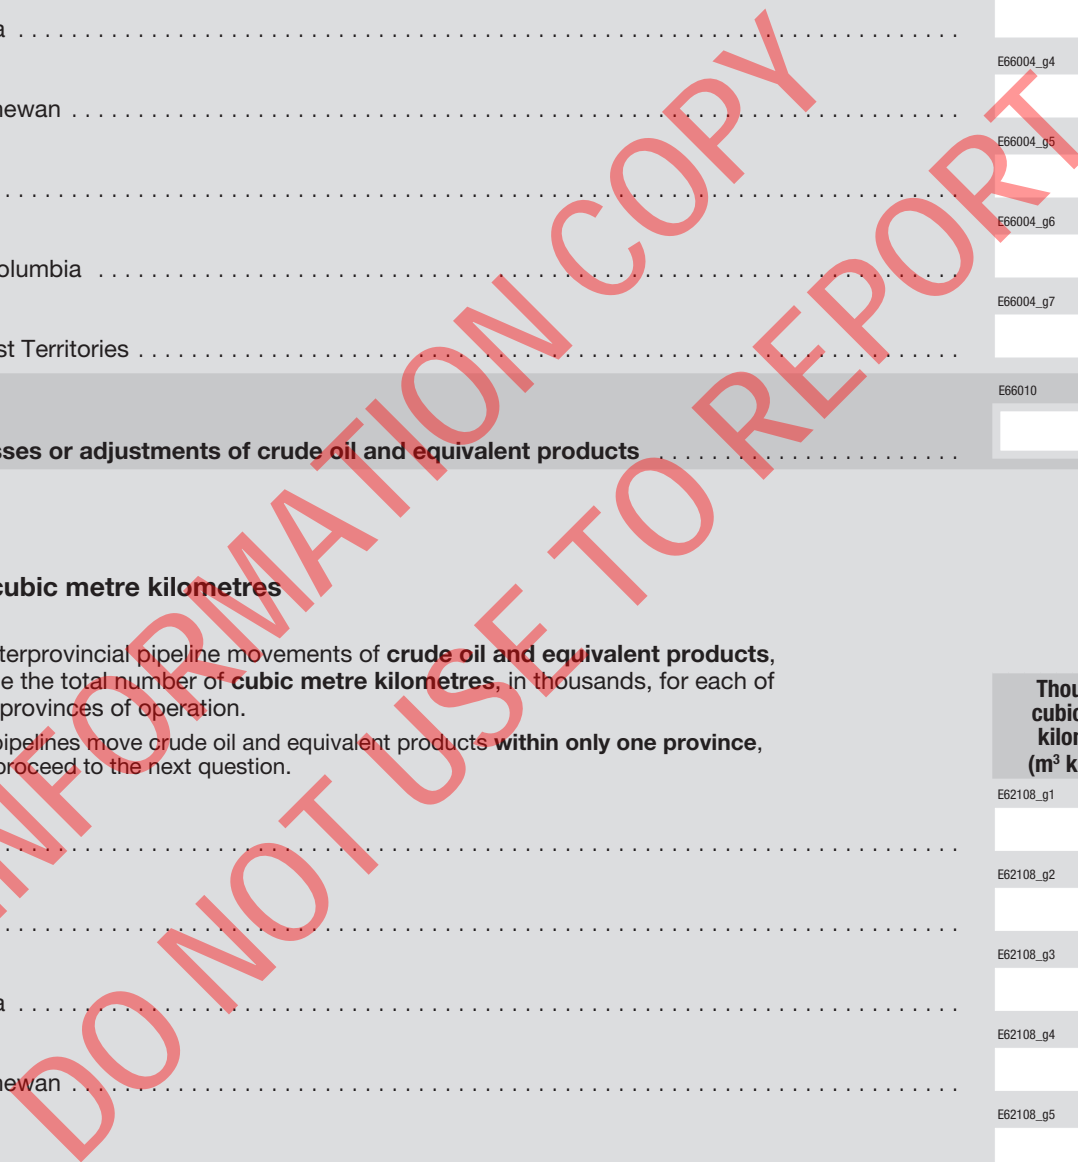 a
E66004_g4
ewan
E66004_g5
E66004_g6
olumbia
E66004_g7
st Territories
E66010
sses or adjustments of crude oil and equivalent products
cubic metre kilometres
terprovincial pipeline movements of crude oil and equivalent products,
e the total number of cubic metre kilometres, in thousands, for each of
provinces of operation.
Thou
cubic
kilom
(m³ k
pipelines move crude oil and equivalent products within only one province,
proceed to the next question.
E62108_g1
E62108_g2
E62108_g3
a
E62108_g4
ewan
E62108_g5
INFORMATION COPY
DO NOT USE TO REPORT